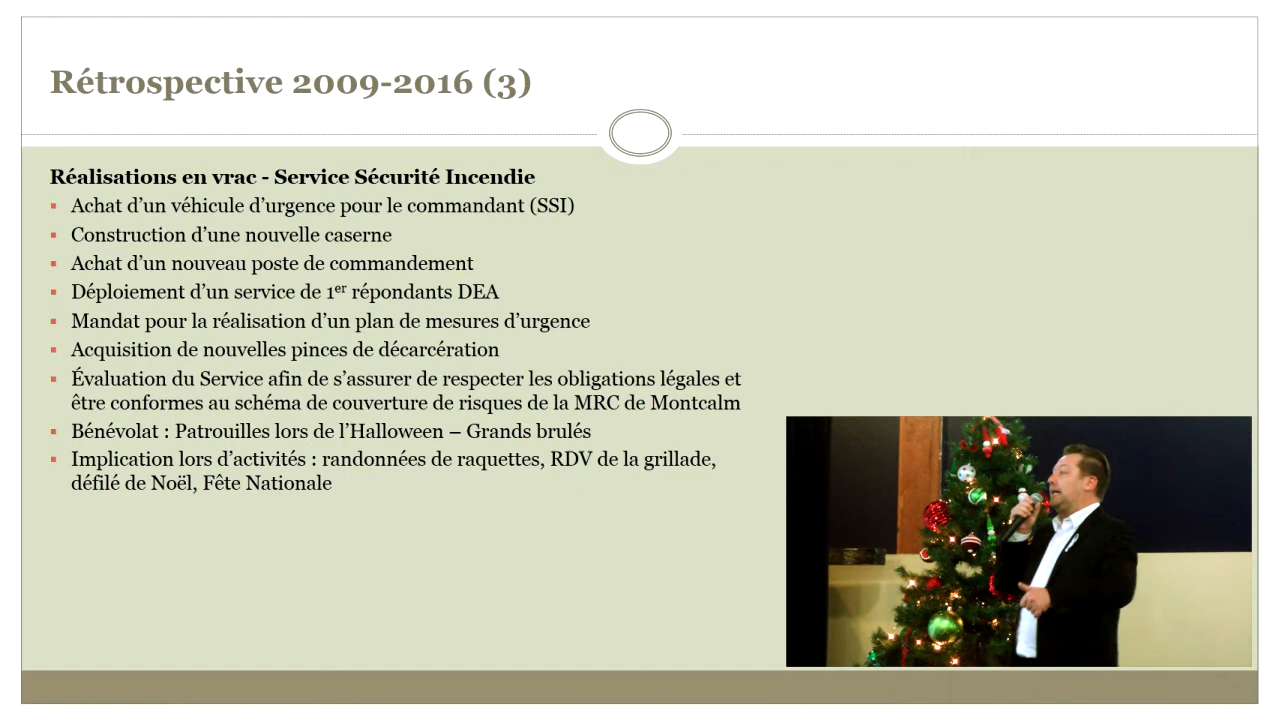 Rétrospective 2009-2016 (3)
Réalisations en vrac - Service Sécurité Incendie
▪ Achat d’un véhicule d’urgence pour le commandant (SSI)
▪ Construction d’une nouvelle caserne
▪ Achat d’un nouveau poste de commandement
▪ Déploiement d’un service de 1er répondants DEA
▪ Mandat pour la réalisation d’un plan de mesures d’urgence
▪ Acquisition de nouvelles pinces de décarcération
▪ Évaluation du Service afin de s’assurer de respecter les obligations légales et
être conformes au schéma de couverture de risques de la MRC de Montcalm
▪ Bénévolat : Patrouilles lors de l’Halloween – Grands brulés
▪ Implication lors d’activités : randonnées de raquettes, RDV de la grillade,
défilé de Noël, Fête Nationale